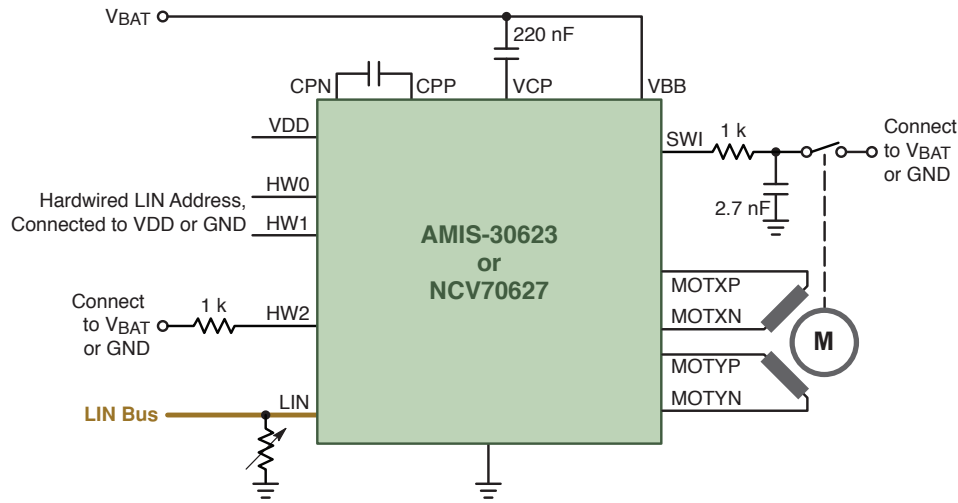 VBAT
220 nF
CPN
CPP
VCP
VBB
VDD
SWI
1 k
Connect
to VBAT
or GND
HW0
Hardwired LIN Address,
Connected to VDD or GND
HW1
2.7 nF
AMIS-30623
or
NCV70627
MOTXP
MOTXN
Connect
to VBAT
or GND
1 k
HW2
M
MOTYP
MOTYN
LIN Bus
LIN